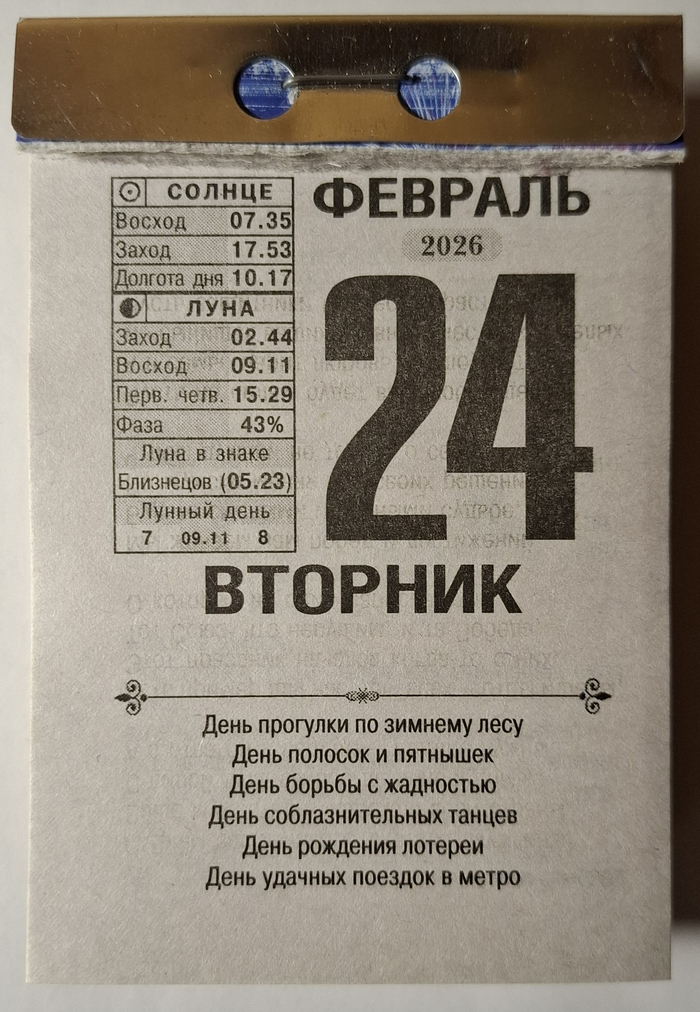 СОЛНЦЕ
Восход 07.35
Заход 17.53
Долгота дня 10.17
ЛУНА
Заход 02.44
Восход 09.11
Перв. четв. 15.29
Фаза 43%
Луна в знаке
Близнецов (05.23)
Лунный день
7 09.11 8
ФЕВРАЛЬ
2026
24
ВТОРНИК
День прогулки по зимнему лесу
День полосок и пятнышек
День борьбы с жадностью
День соблазнительных танцев
День рождения лотереи
День удачных поездок в метро